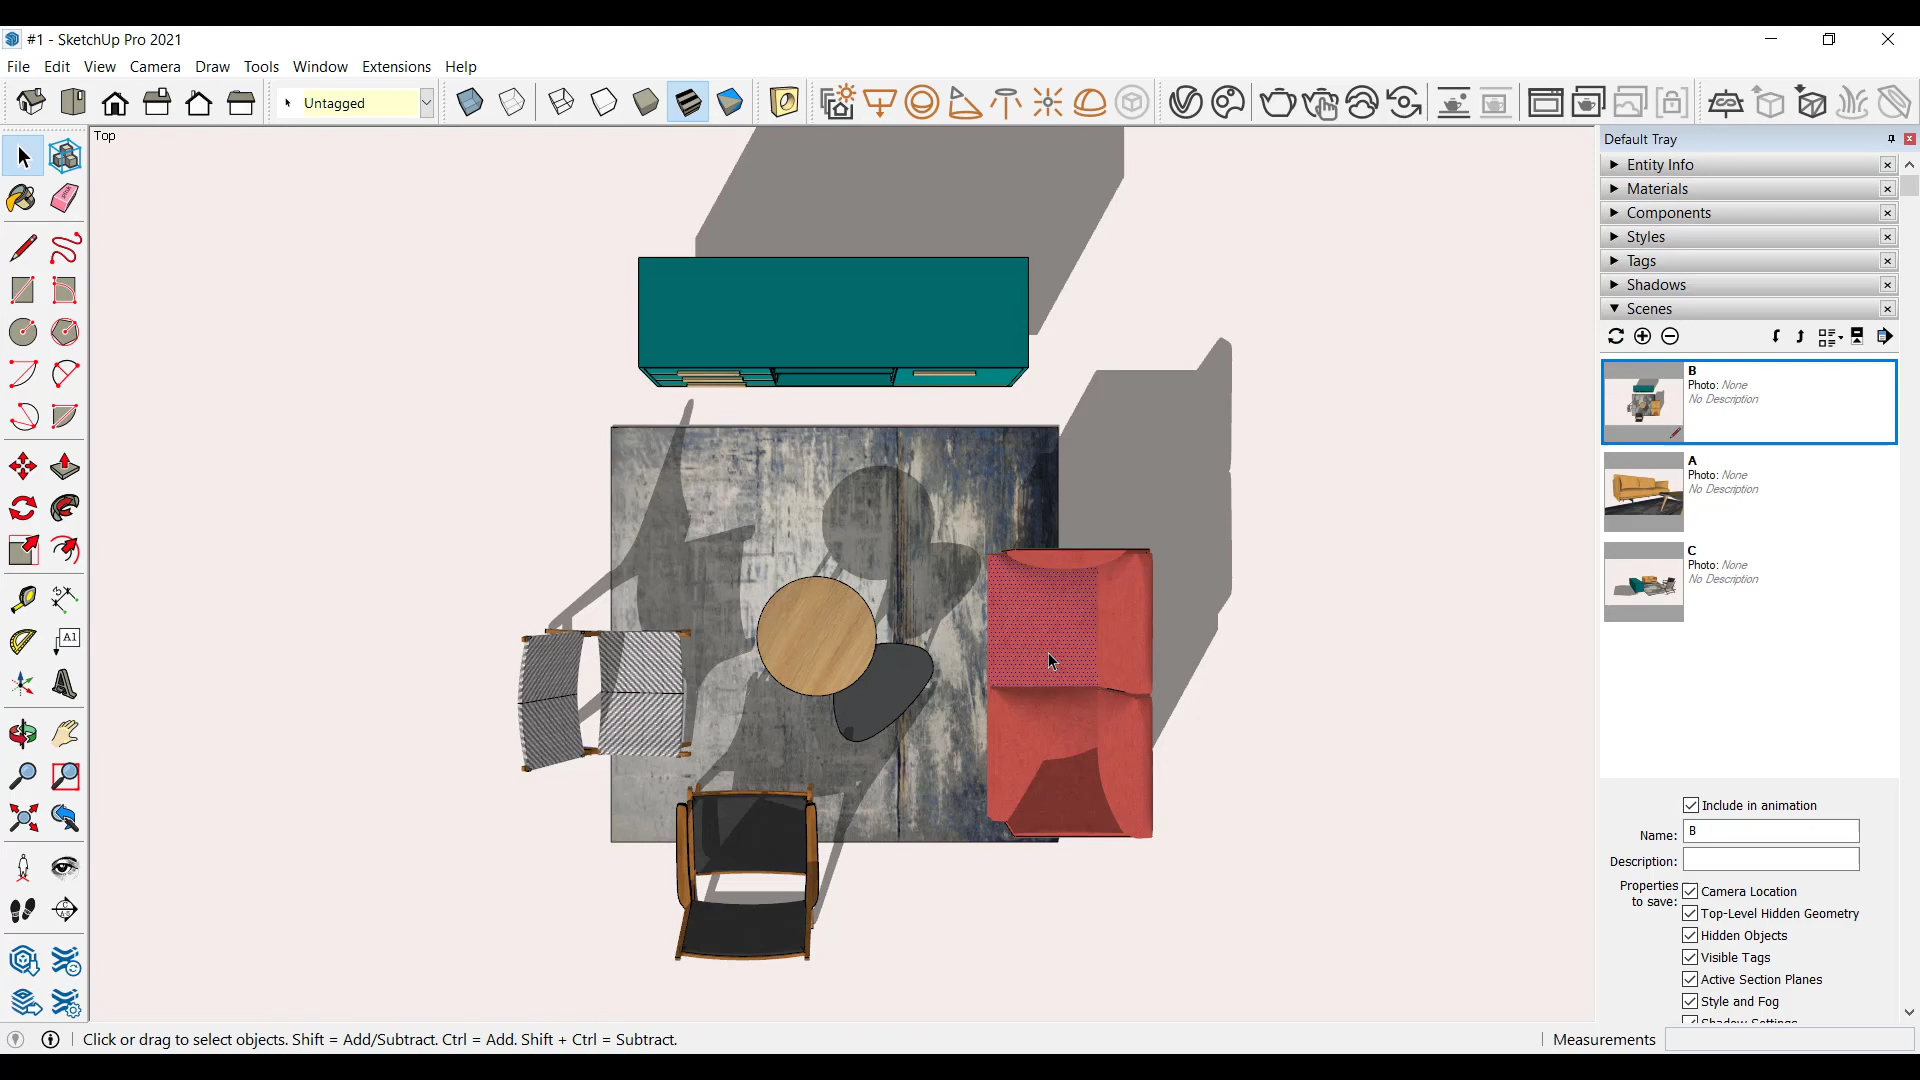 #1 - SketchUp Pro 2021
File Edit View Camera Draw Tools Window Extensions Help
Untagged
Top
Default Tray
Entity Info
Materials
Components
Styles
Tags
Shadows
Scenes
B
Photo: None
No Description
A
Photo: None
No Description
C
Photo: None
No Description
A1
Include in animation
Name: B
Description:
Properties to save:
Camera Location
Top-Level Hidden Geometry
Hidden Objects
Visible Tags
Active Section Planes
Style and Fog
Shadow Settings
Click or drag to select objects. Shift = Add/Subtract. Ctrl = Add. Shift + Ctrl = Subtract.
Measurements